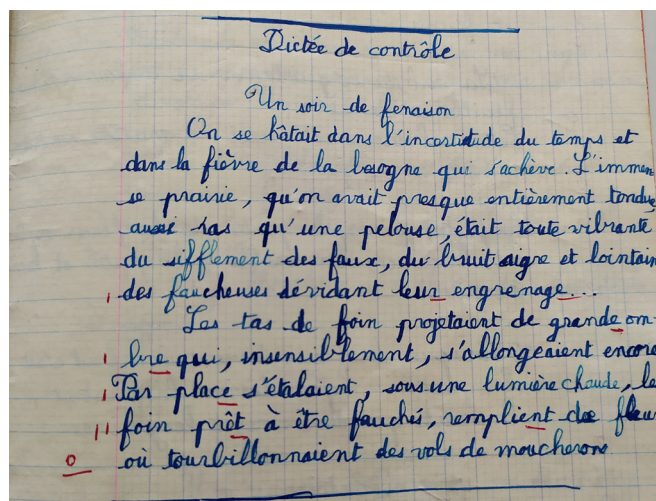 Dictée de contrôle
Un soir de fenaison
On se hâtait dans l'incertitude du temps et
dans la fièvre de la besogne qui s'achève. L'immen
se prairie, qu'on avait presque entièrement tondue
aussi ras qu'une pelouse, était toute vibrante
du sifflement des faux, du bruit aigre et lointain
des faucheuses dévidant leur engrenage...
Les tas de foin projetaient de grande om-
bre qui, insensiblement, s'allongeaient encore
Par place s'étalaient, sous une lumière chaude, le
foin prêt à être fauchés, remplient de fleur
où tourbillonnaient des vols de moucherons
0